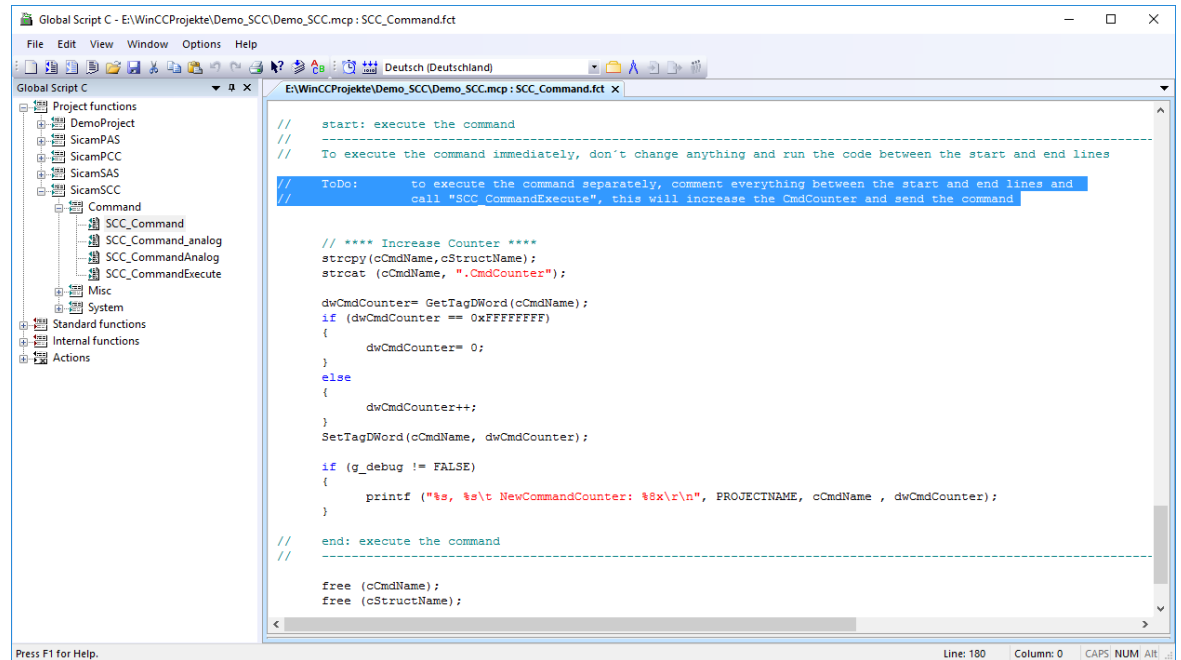 Global Script C - E:\WinCCProjekte\Demo_SCC\Demo_SCC.mcp : SCC_Command.fct
File Edit View Window Options Help
Deutsch (Deutschland)
Global Script C
E:\WinCCProjekte\Demo_SCC\Demo_SCC.mcp : SCC_Command.fct
Project functions
DemoProject
SicamPAS
SicamPCC
SicamSAS
SicamSCC
Command
SCC_Command
SCC_Command_analog
SCC_CommandAnalog
SCC_CommandExecute
Misc
System
Standard functions
Internal functions
Actions
// start: execute the command
// ----------------------------------------------------------------------------------------------------------------
// To execute the command immediately, don´t change anything and run the code between the start and end lines
// ToDo: to execute the command separately, comment everything between the start and end lines and
// call "SCC_CommandExecute", this will increase the CmdCounter and send the command
// **** Increase Counter ****
strcpy(cCmdName,cStructName);
strcat (cCmdName, ".CmdCounter");
dwCmdCounter= GetTagDWord(cCmdName);
if (dwCmdCounter == 0xFFFFFFFF)
{
dwCmdCounter= 0;
}
else
{
dwCmdCounter++;
}
SetTagDWord(cCmdName, dwCmdCounter);
if (g_debug != FALSE)
{
printf ("%s, %s\t NewCommandCounter: %8x\r\n", PROJECTNAME, cCmdName , dwCmdCounter);
}
// end: execute the command
// ----------------------------------------------------------------------------------------------------------------
free (cCmdName);
free (cStructName);
Press F1 for Help.
Line: 180 Column: 0 CAPS NUM Alt